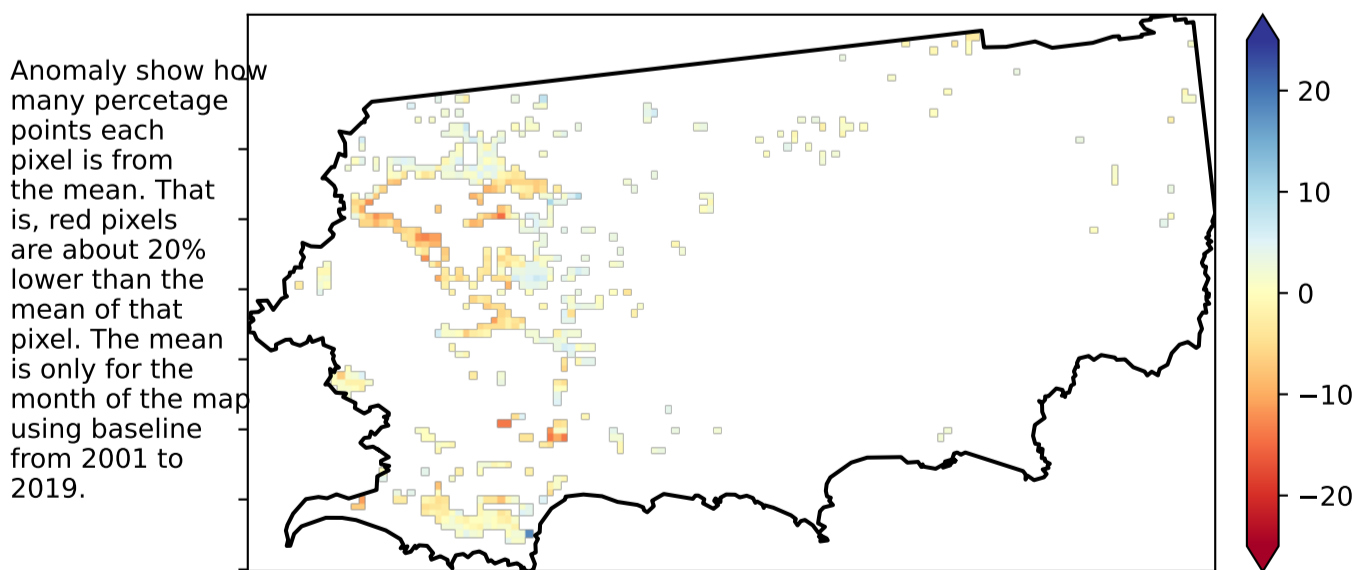 Anomaly show how
many percetage
points each
pixel is from
the mean. That
is, red pixels
are about 20%
lower than the
mean of that
pixel. The mean
is only for the
month of the map
using baseline
from 2001 to
2019.
20
10
0
−10
−20